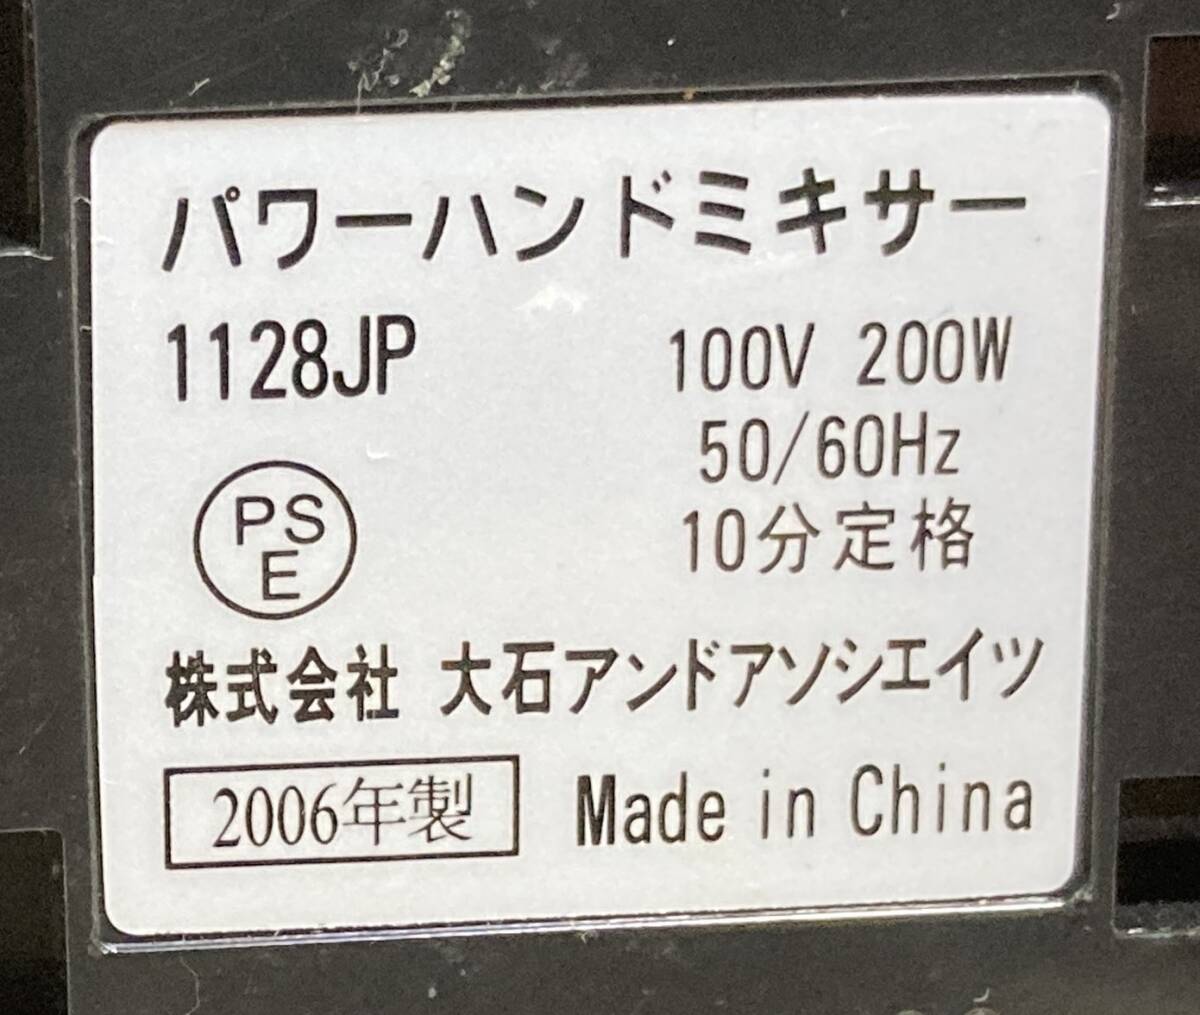 パワーハンドミキサー
1128JP
100V 200W
50/60Hz
10分定格
PS
E
株式会社 大石アンドアソシエイツ
2006年製 Made in China